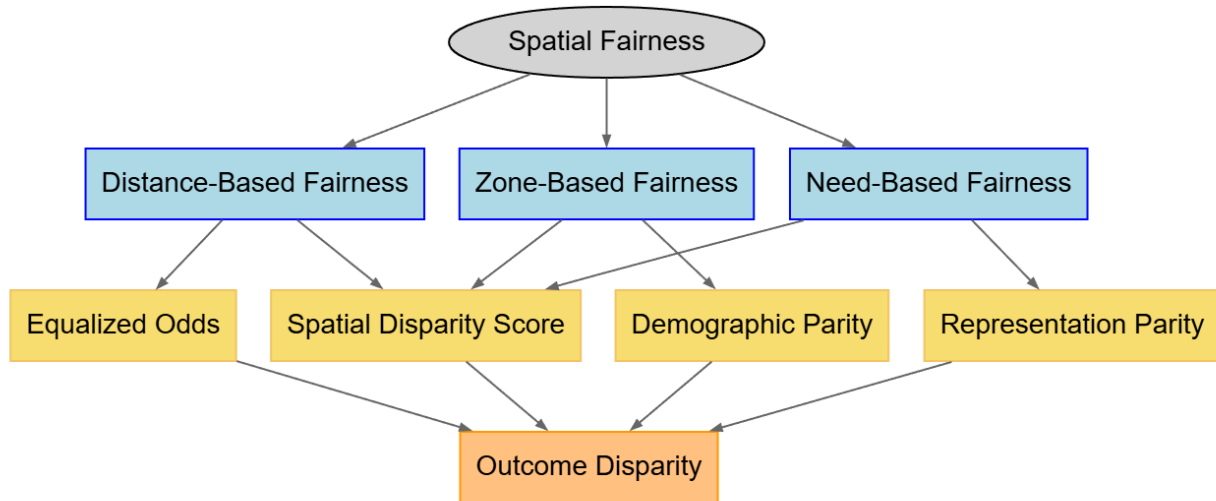 Spatial Fairness
Distance-Based Fairness
Zone-Based Fairness
Need-Based Fairness
Equalized Odds
Spatial Disparity Score
Demographic Parity
Representation Parity
Outcome Disparity